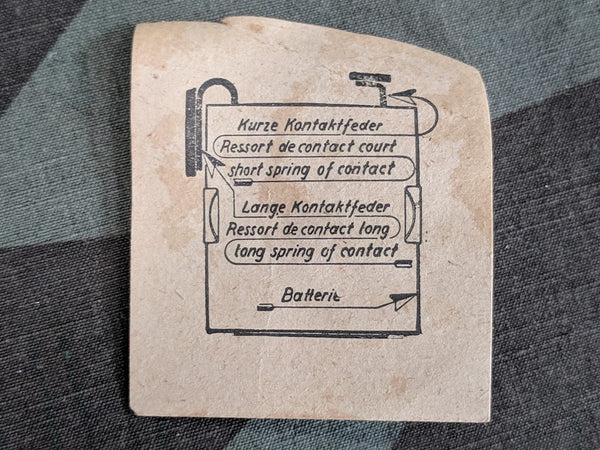 Kurze Kontaktfeder
Ressort de contact court
short spring of contact
Lange Kontaktfeder
Ressort de contact long
long spring of contact
Batterie